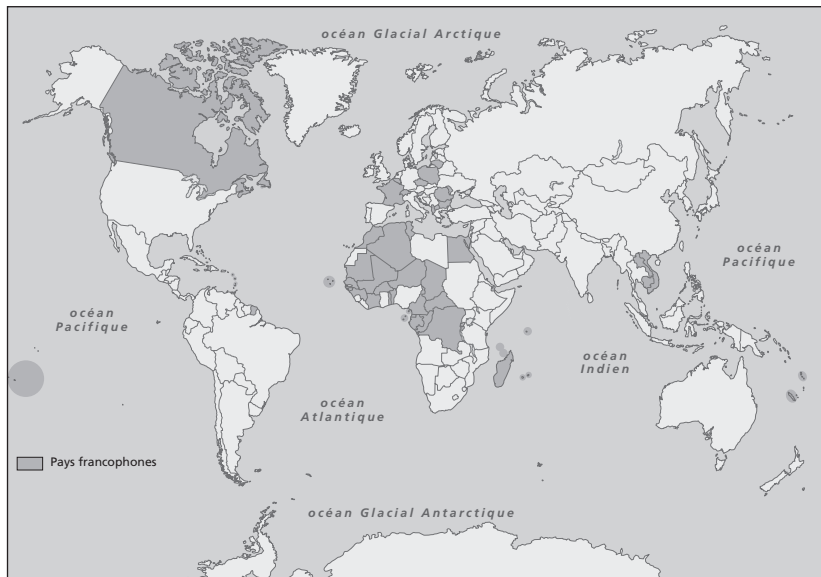 océan Glacial Arctique
océan
Pacifique
océan
Pacifique
océan
Indien
océan
Atlantique
Pays francophones
océan Glacial Antarctique